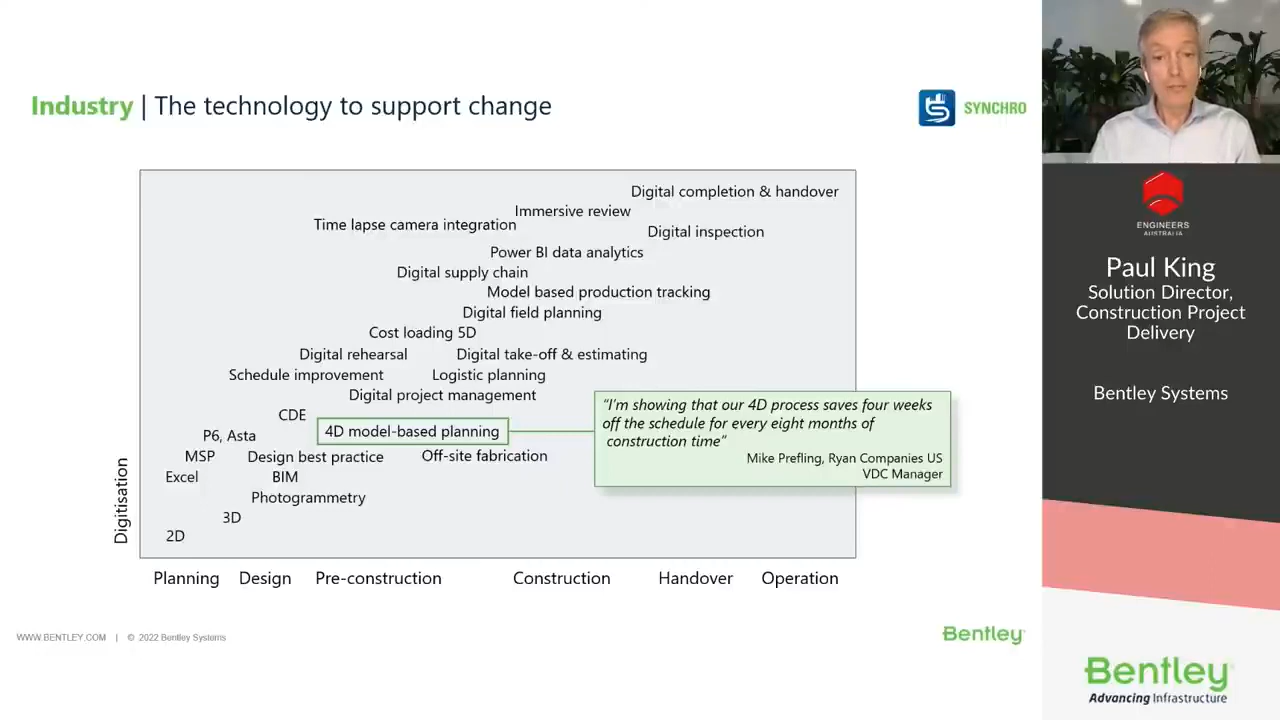 Industry | The technology to support change
SYNCHRO
Digital completion & handover
Immersive review
Time lapse camera integration
Digital inspection
Power BI data analytics
Digital supply chain
Model based production tracking
Digital field planning
Cost loading 5D
Digital rehearsal
Digital take-off & estimating
Schedule improvement
Logistic planning
Digital project management
CDE
4D model-based planning
P6, Asta
MSP
Design best practice
Off-site fabrication
Excel
BIM
Photogrammetry
3D
2D
"I'm showing that our 4D process saves four weeks
off the schedule for every eight months of
construction time"
Mike Prefling, Ryan Companies US
VDC Manager
Digitisation
Planning
Design
Pre-construction
Construction
Handover
Operation
WWW.BENTLEY.COM | © 2022 Bentley Systems
Bentley
ENGINEERS
AUSTRALIA
Paul King
Solution Director,
Construction Project
Delivery
Bentley Systems
Bentley
Advancing Infrastructure